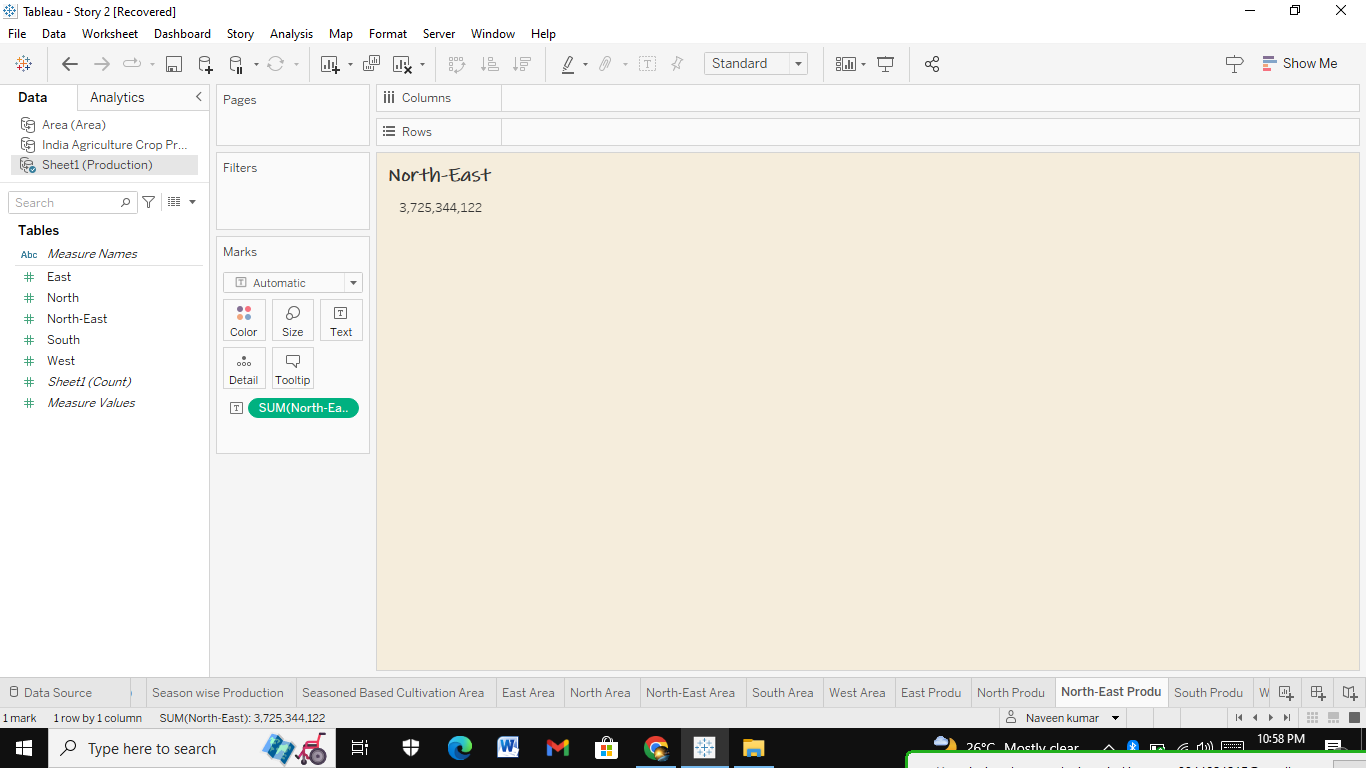 Tableau - Story 2 [Recovered]
File Data Worksheet Dashboard Story Analysis Map Format Server Window Help
Standard
Show Me
Data Analytics
Area (Area)
India Agriculture Crop Pr...
Sheet1 (Production)
Search
Tables
Abc Measure Names
East
North
North-East
South
West
Sheet1 (Count)
Measure Values
Pages
Filters
Marks
Automatic
Color Size Text
Detail Tooltip
SUM(North-Ea..
Columns
Rows
North-East
3,725,344,122
Data Source Season wise Production Seasoned Based Cultivation Area East Area North Area North-East Area South Area West Area East Produ North Produ North-East Produ South Produ
1 mark 1 row by 1 column SUM(North-East): 3,725,344,122 Naveen kumar
Type here to search 26°C Mostly clear 10:58 PM